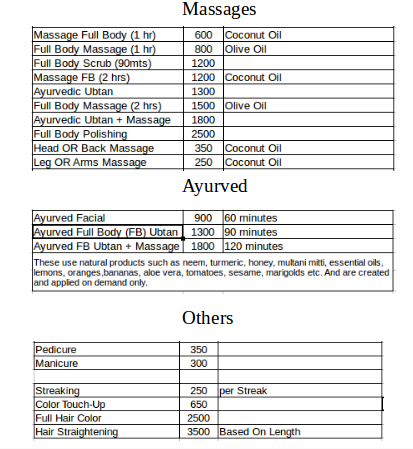 Massages
Massage Full Body (1 hr) 600 Coconut Oil
Full Body Massage (1 hr) 800 Olive Oil
Full Body Scrub (90mts) 1200
Massage FB (2 hrs) 1200 Coconut Oil
Ayurvedic Ubtan 1300
Full Body Massage (2 hrs) 1500 Olive Oil
Ayurvedic Ubtan + Massage 1800
Full Body Polishing 2500
Head OR Back Massage 350 Coconut Oil
Leg OR Arms Massage 250 Coconut Oil
Ayurved
Ayurved Facial 900 60 minutes
Ayurved Full Body (FB) Ubtan 1300 90 minutes
Ayurved FB Ubtan + Massage 1800 120 minutes
These use natural products such as neem, turmeric, honey, multani mitti, essential oils,
lemons, oranges,bananas, aloe vera, tomatoes, sesame, marigolds etc. And are created
and applied on demand only.
Others
Pedicure 350
Manicure 300
Streaking 250 per Streak
Color Touch-Up 650
Full Hair Color 2500
Hair Straightening 3500 Based On Length